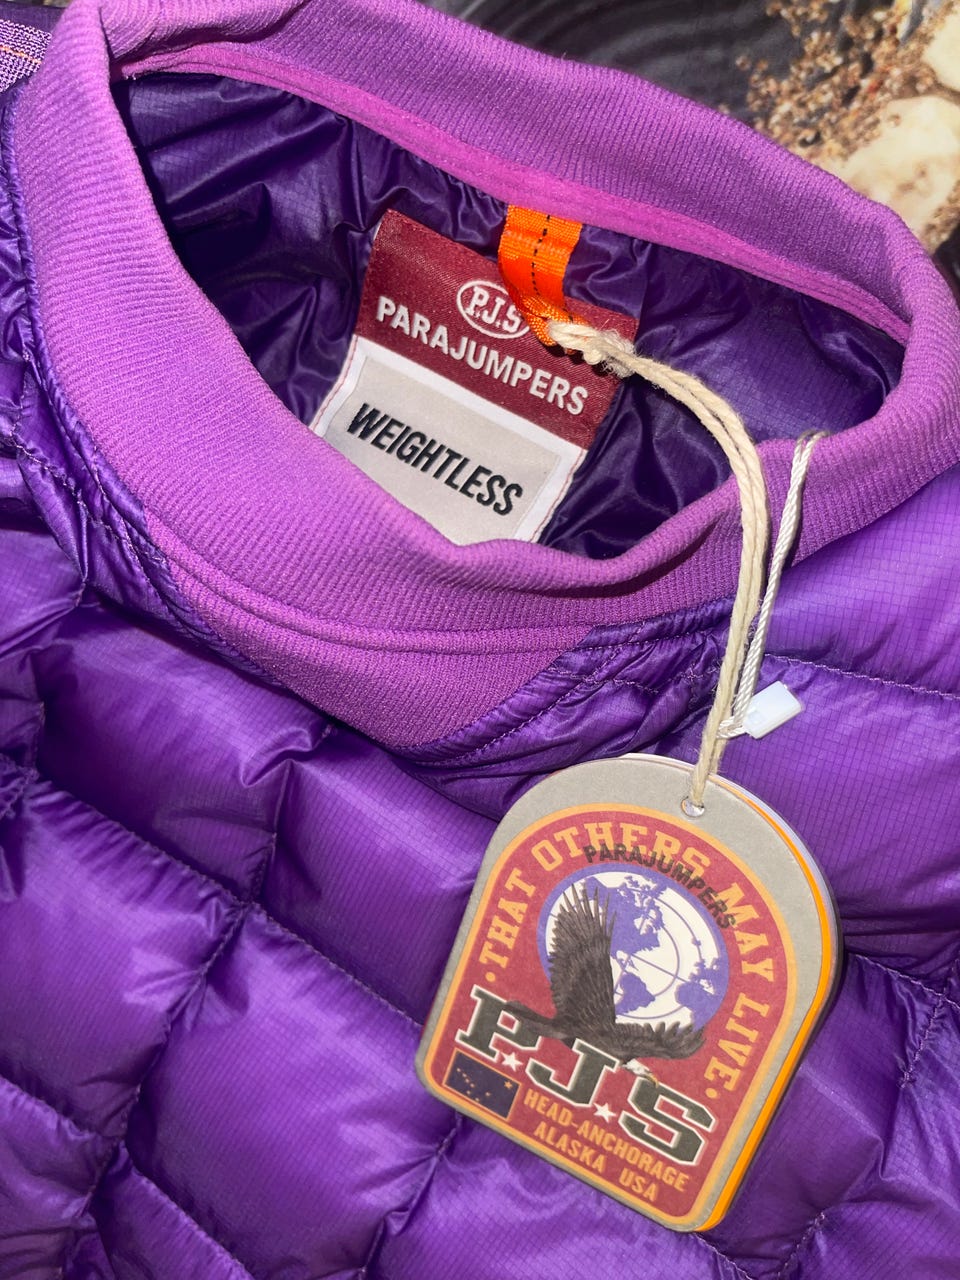 P.J.S
PARAJUMPERS
WEIGHTLESS
·THAT OTHERS MAY LIVE·
PARAJUMPERS
P.J.S
HEAD-ANCHORAGE
ALASKA USA